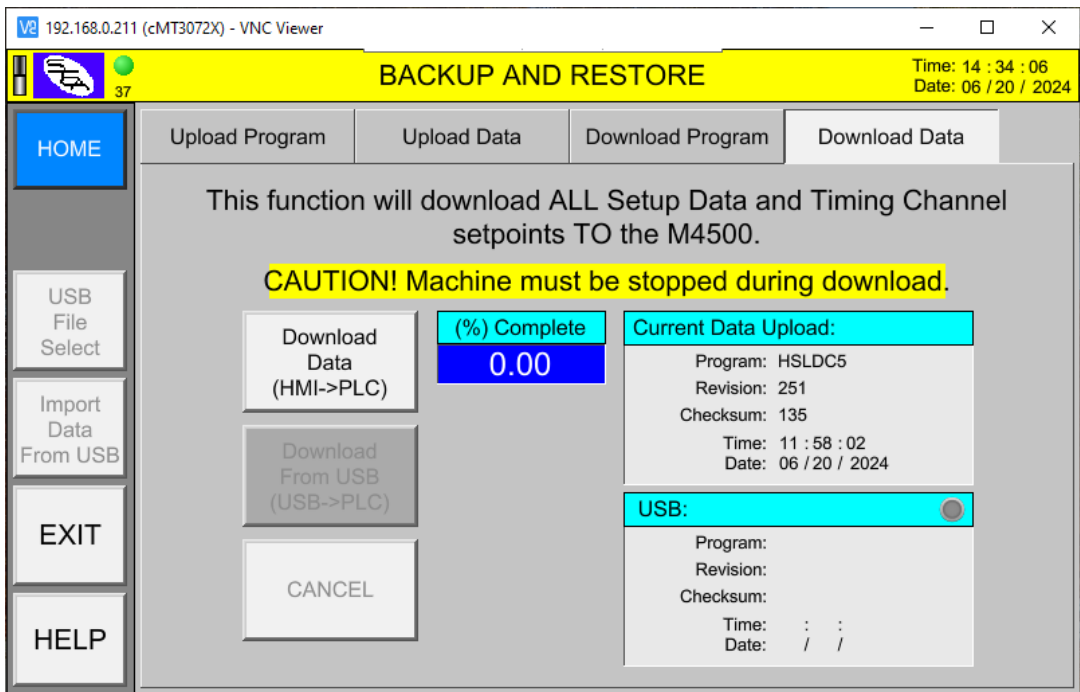 192.168.0.211 (cMT3072X) - VNC Viewer
37
BACKUP AND RESTORE
Time: 14 : 34 : 06
Date: 06 / 20 / 2024
HOME
Upload Program
Upload Data
Download Program
Download Data
This function will download ALL Setup Data and Timing Channel
setpoints TO the M4500.
CAUTION! Machine must be stopped during download.
USB
File
Select
Import
Data
From USB
EXIT
HELP
Download
Data
(HMI->PLC)
Download
From USB
(USB->PLC)
CANCEL
(%) Complete
0.00
Current Data Upload:
Program: HSLDC5
Revision: 251
Checksum: 135
Time: 11 : 58 : 02
Date: 06 / 20 / 2024
USB:
Program:
Revision:
Checksum:
Time: : :
Date: / /